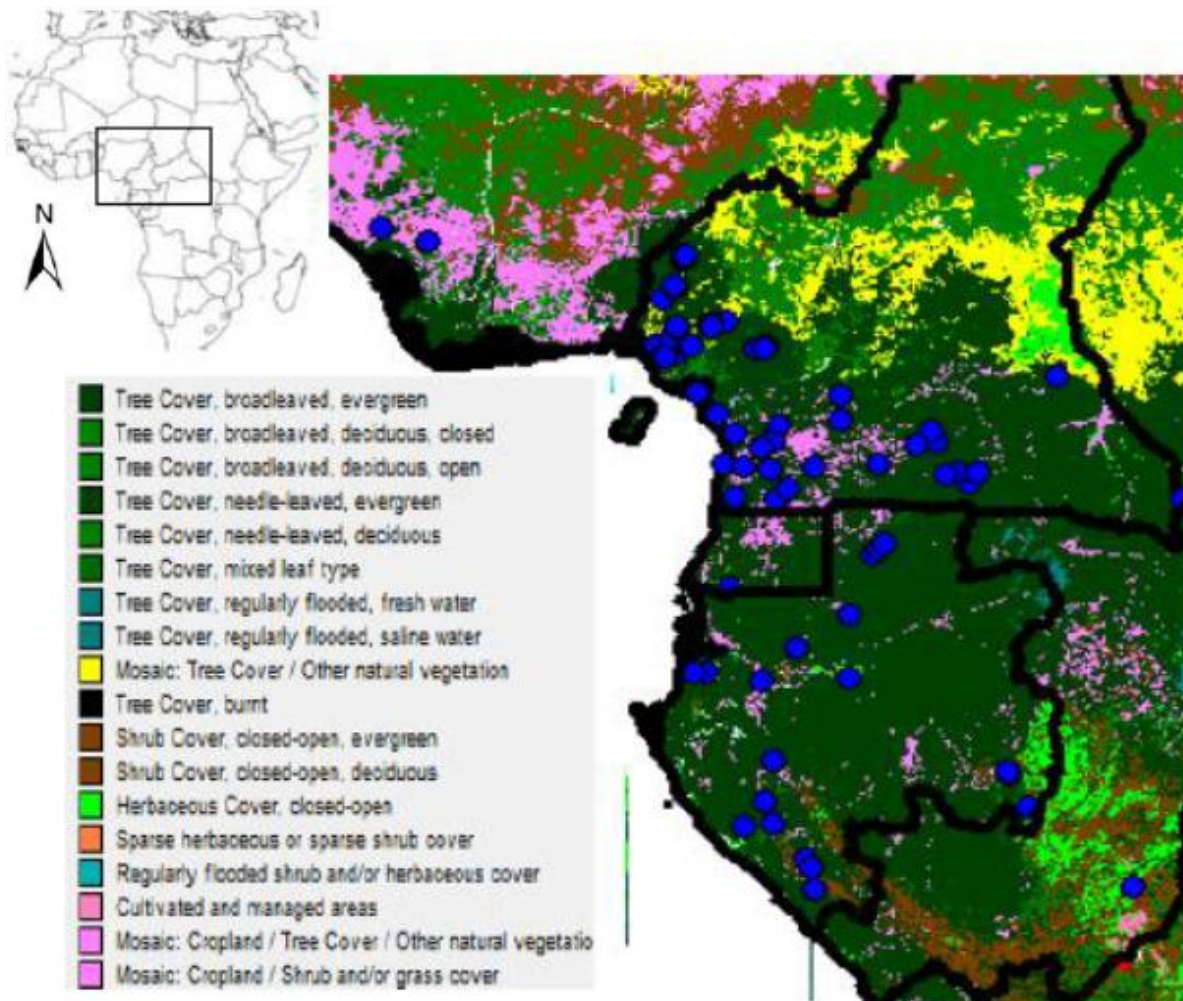 N
Tree Cover, broadleaved, evergreen
Tree Cover, broadleaved, deciduous, closed
Tree Cover, broadleaved, deciduous, open
Tree Cover, needle-leaved, evergreen
Tree Cover, needle-leaved, deciduous
Tree Cover, mixed leaf type
Tree Cover, regularly flooded, fresh water
Tree Cover, regularly flooded, saline water
Mosaic: Tree Cover / Other natural vegetation
Tree Cover, burnt
Shrub Cover, closed-open, evergreen
Shrub Cover, closed-open, deciduous
Herbaceous Cover, closed-open
Sparse herbaceous or sparse shrub cover
Regularly flooded shrub and/or herbaceous cover
Cultivated and managed areas
Mosaic: Cropland / Tree Cover / Other natural vegetatio
Mosaic: Cropland / Shrub and/or grass cover